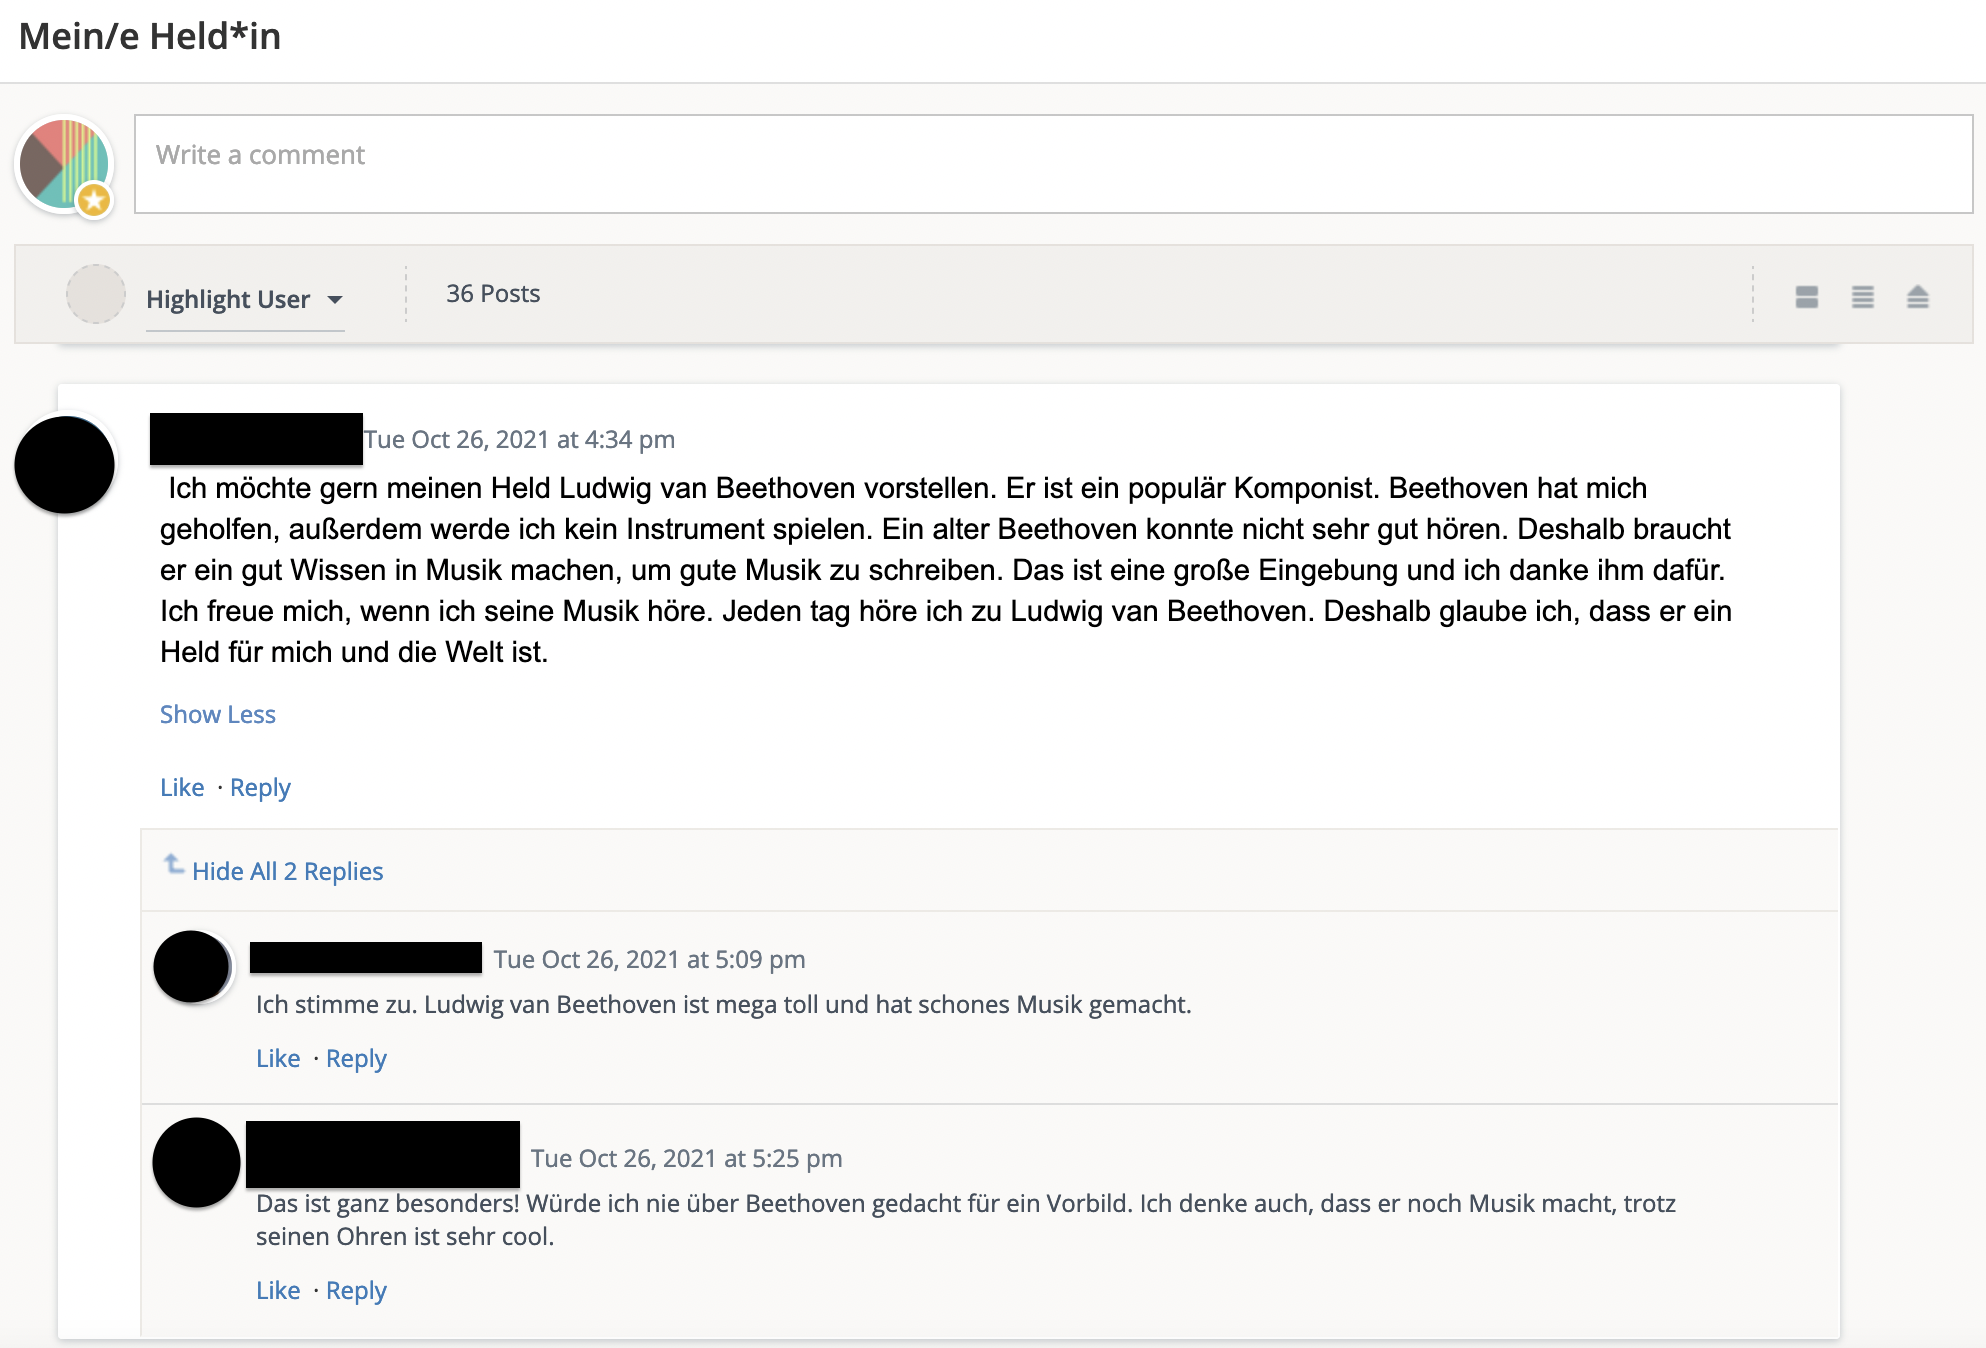 Mein/e Held*in
Write a comment
Highlight User
36 Posts
Tue Oct 26, 2021 at 4:34 pm
Ich möchte gern meinen Held Ludwig van Beethoven vorstellen. Er ist ein populär Komponist. Beethoven hat mich
geholfen, außerdem werde ich kein Instrument spielen. Ein alter Beethoven konnte nicht sehr gut hören. Deshalb braucht
er ein gut Wissen in Musik machen, um gute Musik zu schreiben. Das ist eine große Eingebung und ich danke ihm dafür.
Ich freue mich, wenn ich seine Musik höre. Jeden tag höre ich zu Ludwig van Beethoven. Deshalb glaube ich, dass er ein
Held für mich und die Welt ist.
Show Less
Like · Reply
Hide All 2 Replies
Tue Oct 26, 2021 at 5:09 pm
Ich stimme zu. Ludwig van Beethoven ist mega toll und hat schones Musik gemacht.
Like · Reply
Tue Oct 26, 2021 at 5:25 pm
Das ist ganz besonders! Würde ich nie über Beethoven gedacht für ein Vorbild. Ich denke auch, dass er noch Musik macht, trotz
seinen Ohren ist sehr cool.
Like · Reply